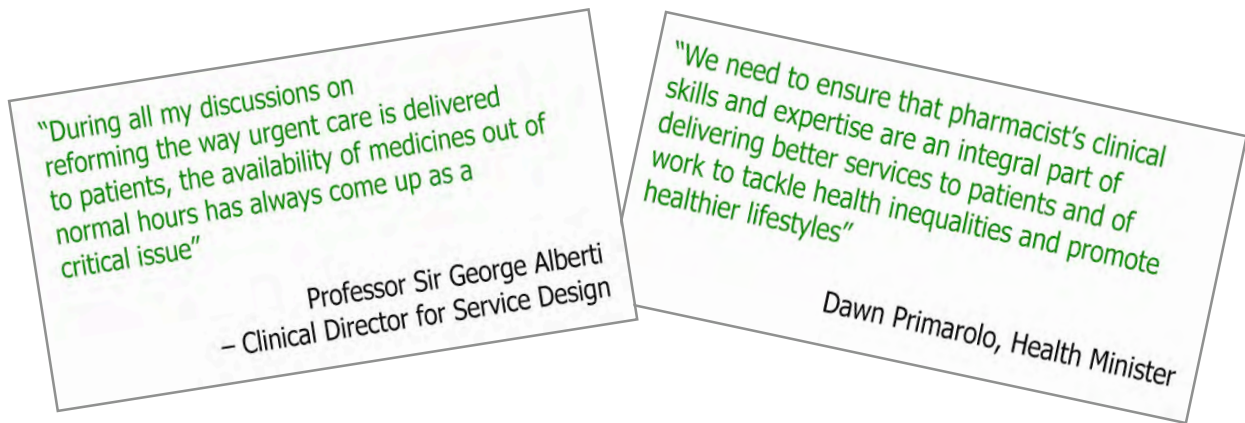 “During all my discussions on
reforming the way urgent care is delivered
to patients, the availability of medicines out of
normal hours has always come up as a
critical issue”
Professor Sir George Alberti
– Clinical Director for Service Design
“We need to ensure that pharmacist’s clinical
skills and expertise are an integral part of
delivering better services to patients and of
work to tackle health inequalities and promote
healthier lifestyles”
Dawn Primarolo, Health Minister